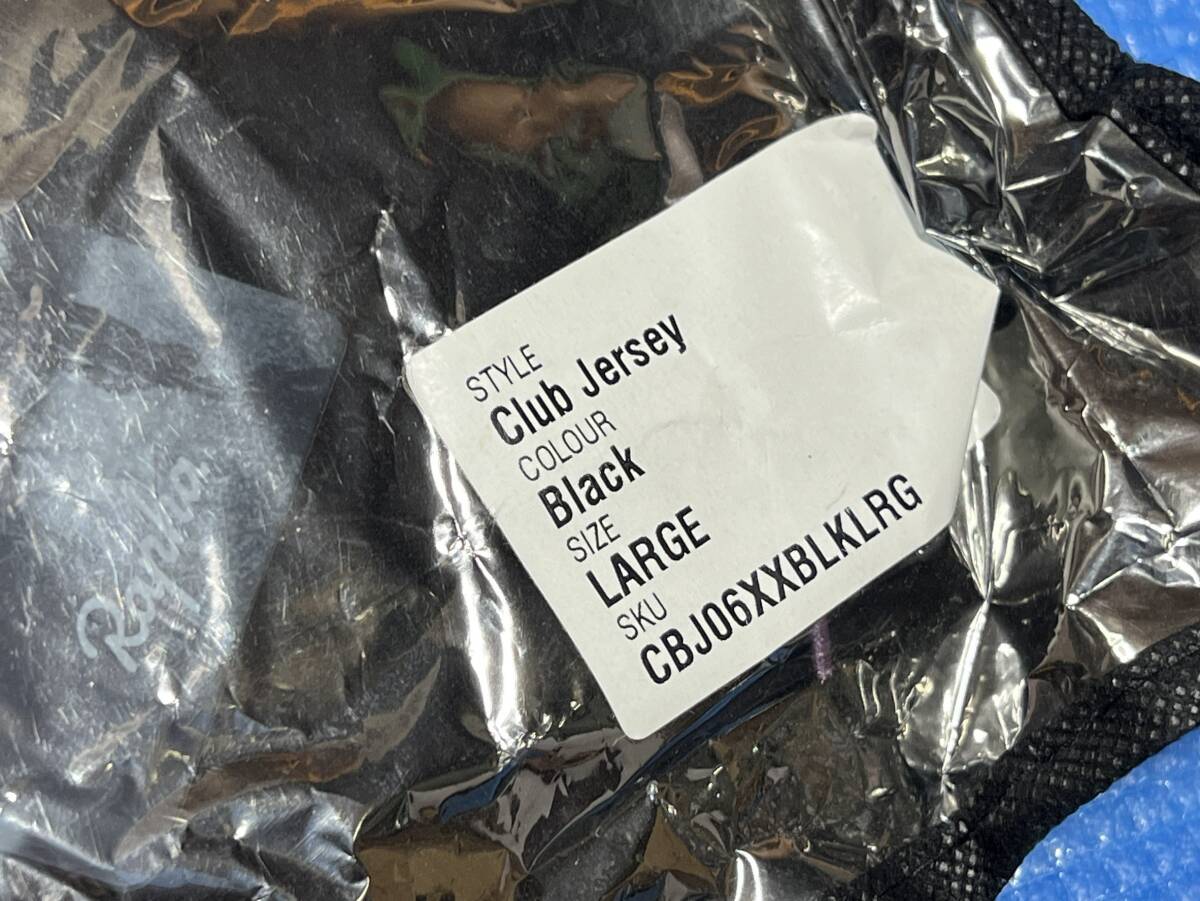 Rapha
STYLE
Club Jersey
COLOUR
Black
SIZE
LARGE
SKU
CBJ06XXBLKLRG